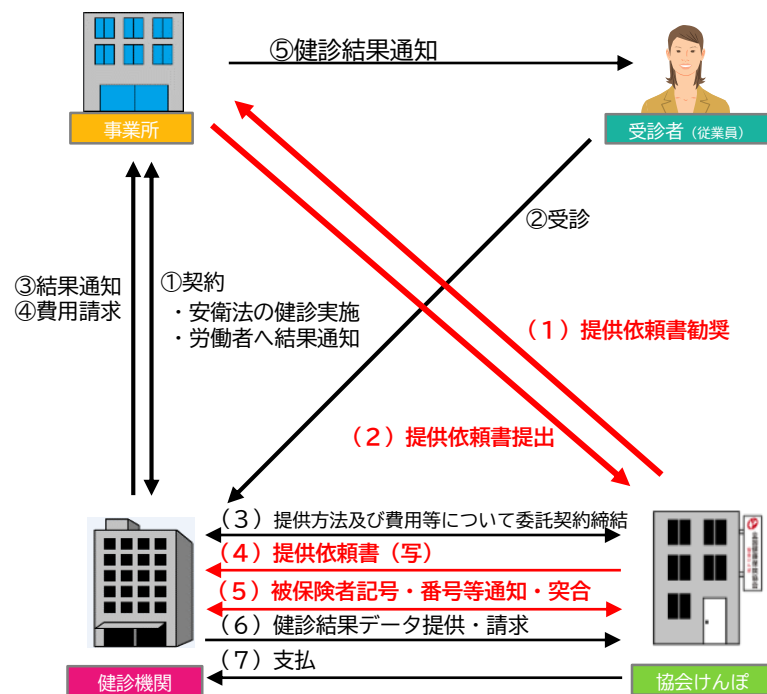 ⑤健診結果通知
事業所
受診者（従業員）
②受診
③結果通知
④費用請求
①契約
・安衛法の健診実施
・労働者へ結果通知
（１）提供依頼書勧奨
（２）提供依頼書提出
（３）提供方法及び費用等について委託契約締結
（４）提供依頼書（写）
（５）被保険者記号・番号等通知・突合
（６）健診結果データ提供・請求
（７）支払
健診機関
協会けんぽ